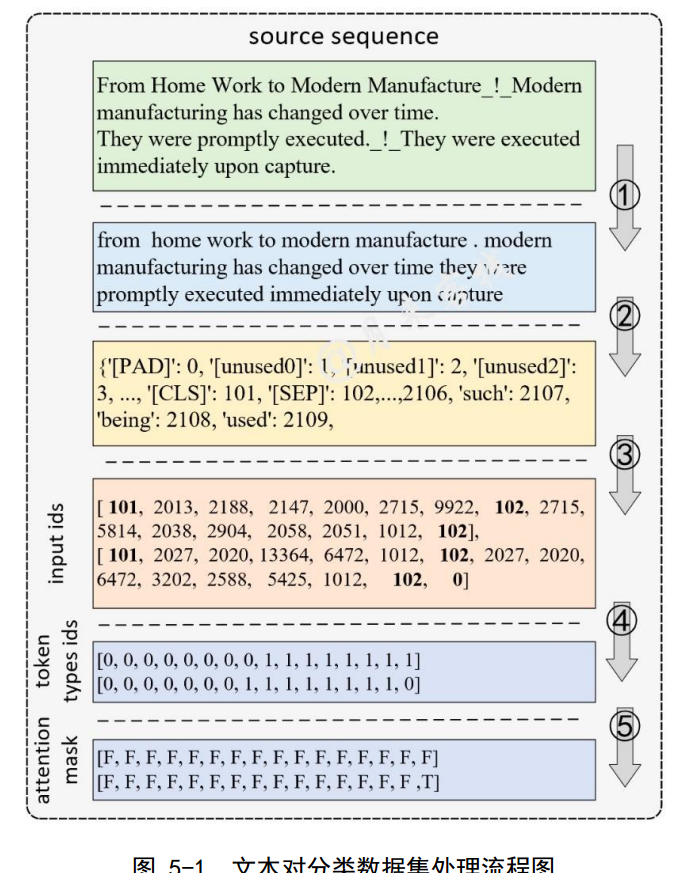 source sequence
From Home Work to Modern Manufacture_!_Modern
manufacturing has changed over time.
They were promptly executed._!_They were executed
immediately upon capture.
①
from home work to modern manufacture . modern
manufacturing has changed over time they were
promptly executed immediately upon capture
②
{'[PAD]': 0, '[unused0]': 1, '[unused1]': 2, '[unused2]':
3, ..., '[CLS]': 101, '[SEP]': 102,...,2106, 'such': 2107,
'being': 2108, 'used': 2109,
③
input ids
[ 101, 2013, 2188, 2147, 2000, 2715, 9922, 102, 2715,
5814, 2038, 2904, 2058, 2051, 1012, 102],
[ 101, 2027, 2020, 13364, 6472, 1012, 102, 2027, 2020,
6472, 3202, 2588, 5425, 1012, 102, 0]
④
token
types ids
[0, 0, 0, 0, 0, 0, 0, 0, 1, 1, 1, 1, 1, 1, 1, 1]
[0, 0, 0, 0, 0, 0, 0, 1, 1, 1, 1, 1, 1, 1, 1, 0]
⑤
attention
mask
[F, F, F, F, F, F, F, F, F, F, F, F, F, F, F, F]
[F, F, F, F, F, F, F, F, F, F, F, F, F, F, F ,T]
图 5-1 文本对分类数据集处理流程图